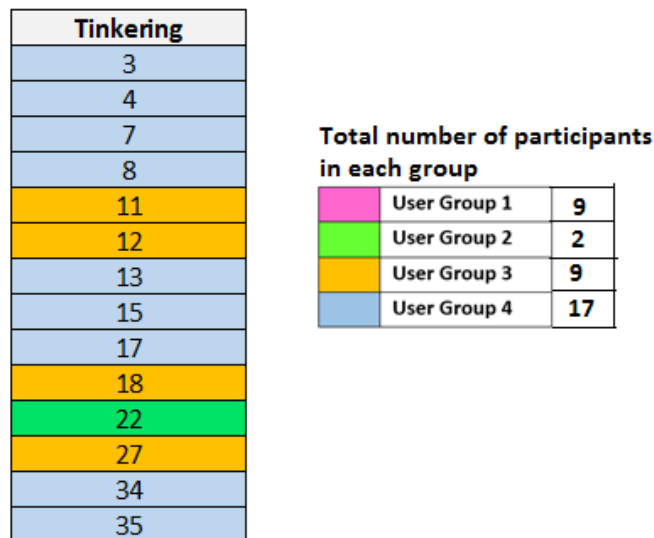 Tinkering
3
4
7
8
11
12
13
15
17
18
22
27
34
35
Total number of participants
in each group
User Group 1 9
User Group 2 2
User Group 3 9
User Group 4 17